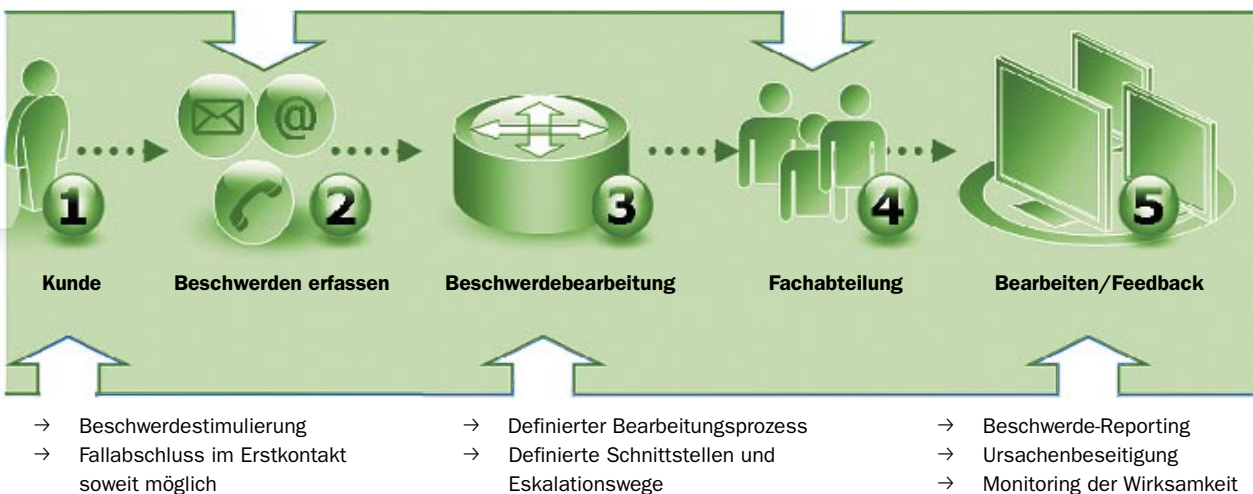 1
2
3
4
5
Kunde
Beschwerden erfassen
Beschwerdebearbeitung
Fachabteilung
Bearbeiten/Feedback
→ Beschwerdestimulierung
→ Fallabschluss im Erstkontakt
soweit möglich
→ Definierter Bearbeitungsprozess
→ Definierte Schnittstellen und
Eskalationswege
→ Beschwerde-Reporting
→ Ursachenbeseitigung
→ Monitoring der Wirksamkeit